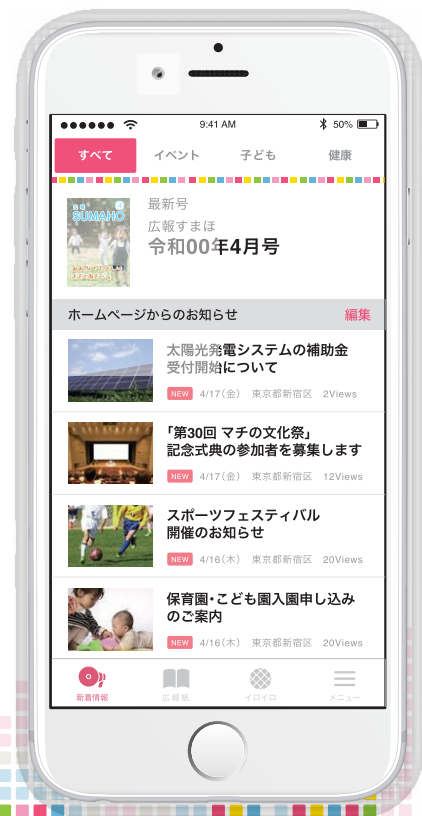 9:41 AM
50%
すべて
イベント
子ども
健康
広報
SUMAHO
最新号
広報すまほ
令和00年4月号
ホームページからのお知らせ
編集
太陽光発電システムの補助金
受付開始について
NEW 4/17(金) 東京都新宿区 2Views
「第30回 マチの文化祭」
記念式典の参加者を募集します
NEW 4/17(金) 東京都新宿区 12Views
スポーツフェスティバル
開催のお知らせ
NEW 4/16(木) 東京都新宿区 20Views
保育園・こども園入園申し込み
のご案内
NEW 4/16(木) 東京都新宿区 20Views
新着情報
広報紙
イロイロ
メニュー